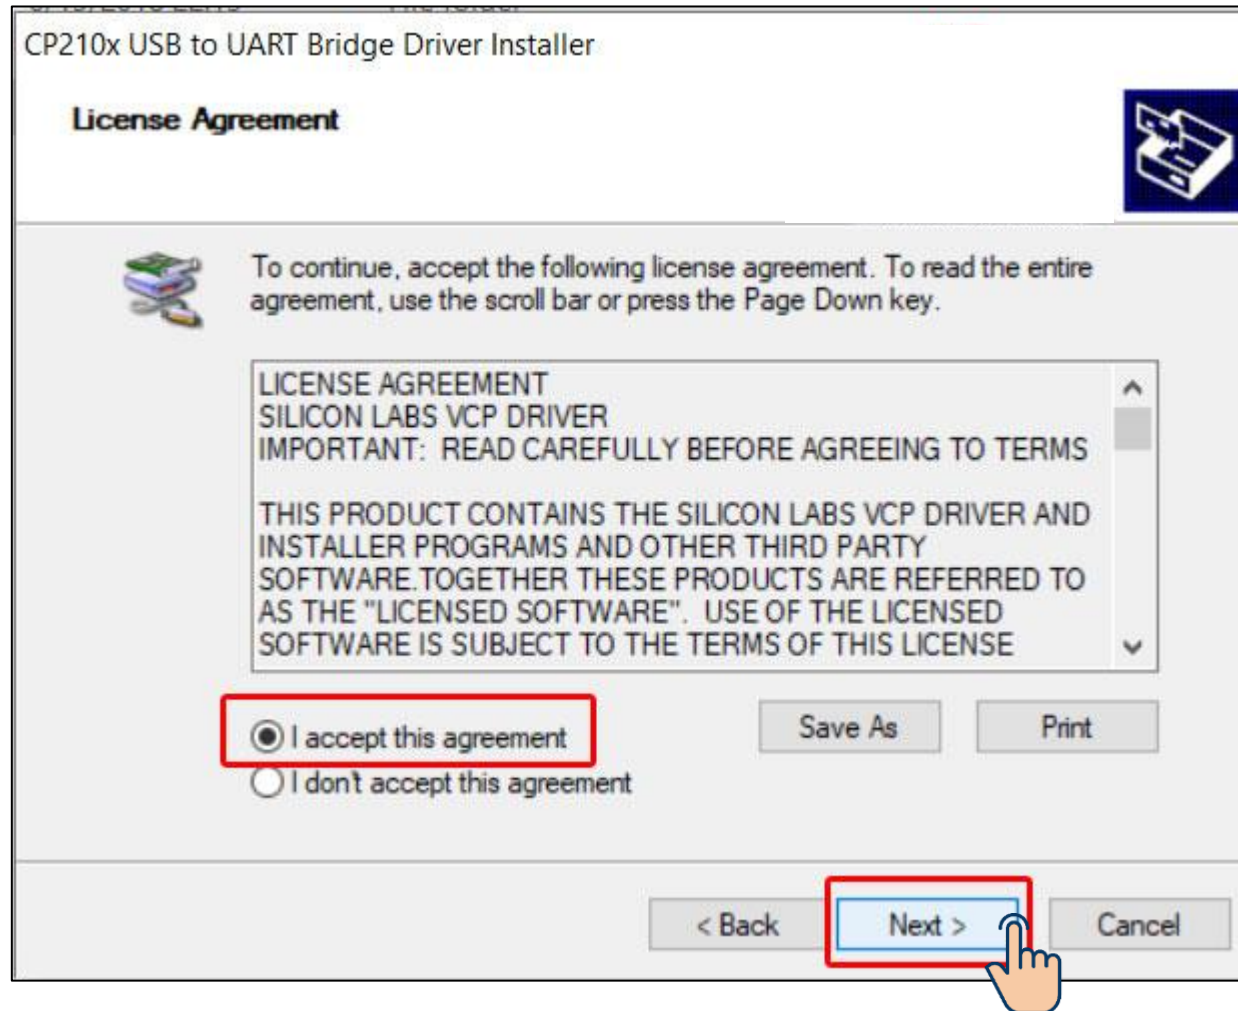 CP210x USB to UART Bridge Driver Installer
License Agreement
To continue, accept the following license agreement. To read the entire
agreement, use the scroll bar or press the Page Down key.
LICENSE AGREEMENT
SILICON LABS VCP DRIVER
IMPORTANT:  READ CAREFULLY BEFORE AGREEING TO TERMS
THIS PRODUCT CONTAINS THE SILICON LABS VCP DRIVER AND
INSTALLER PROGRAMS AND OTHER THIRD PARTY
SOFTWARE.TOGETHER THESE PRODUCTS ARE REFERRED TO
AS THE "LICENSED SOFTWARE".  USE OF THE LICENSED
SOFTWARE IS SUBJECT TO THE TERMS OF THIS LICENSE
I accept this agreement
Save As
Print
I don't accept this agreement
< Back
Next >
Cancel